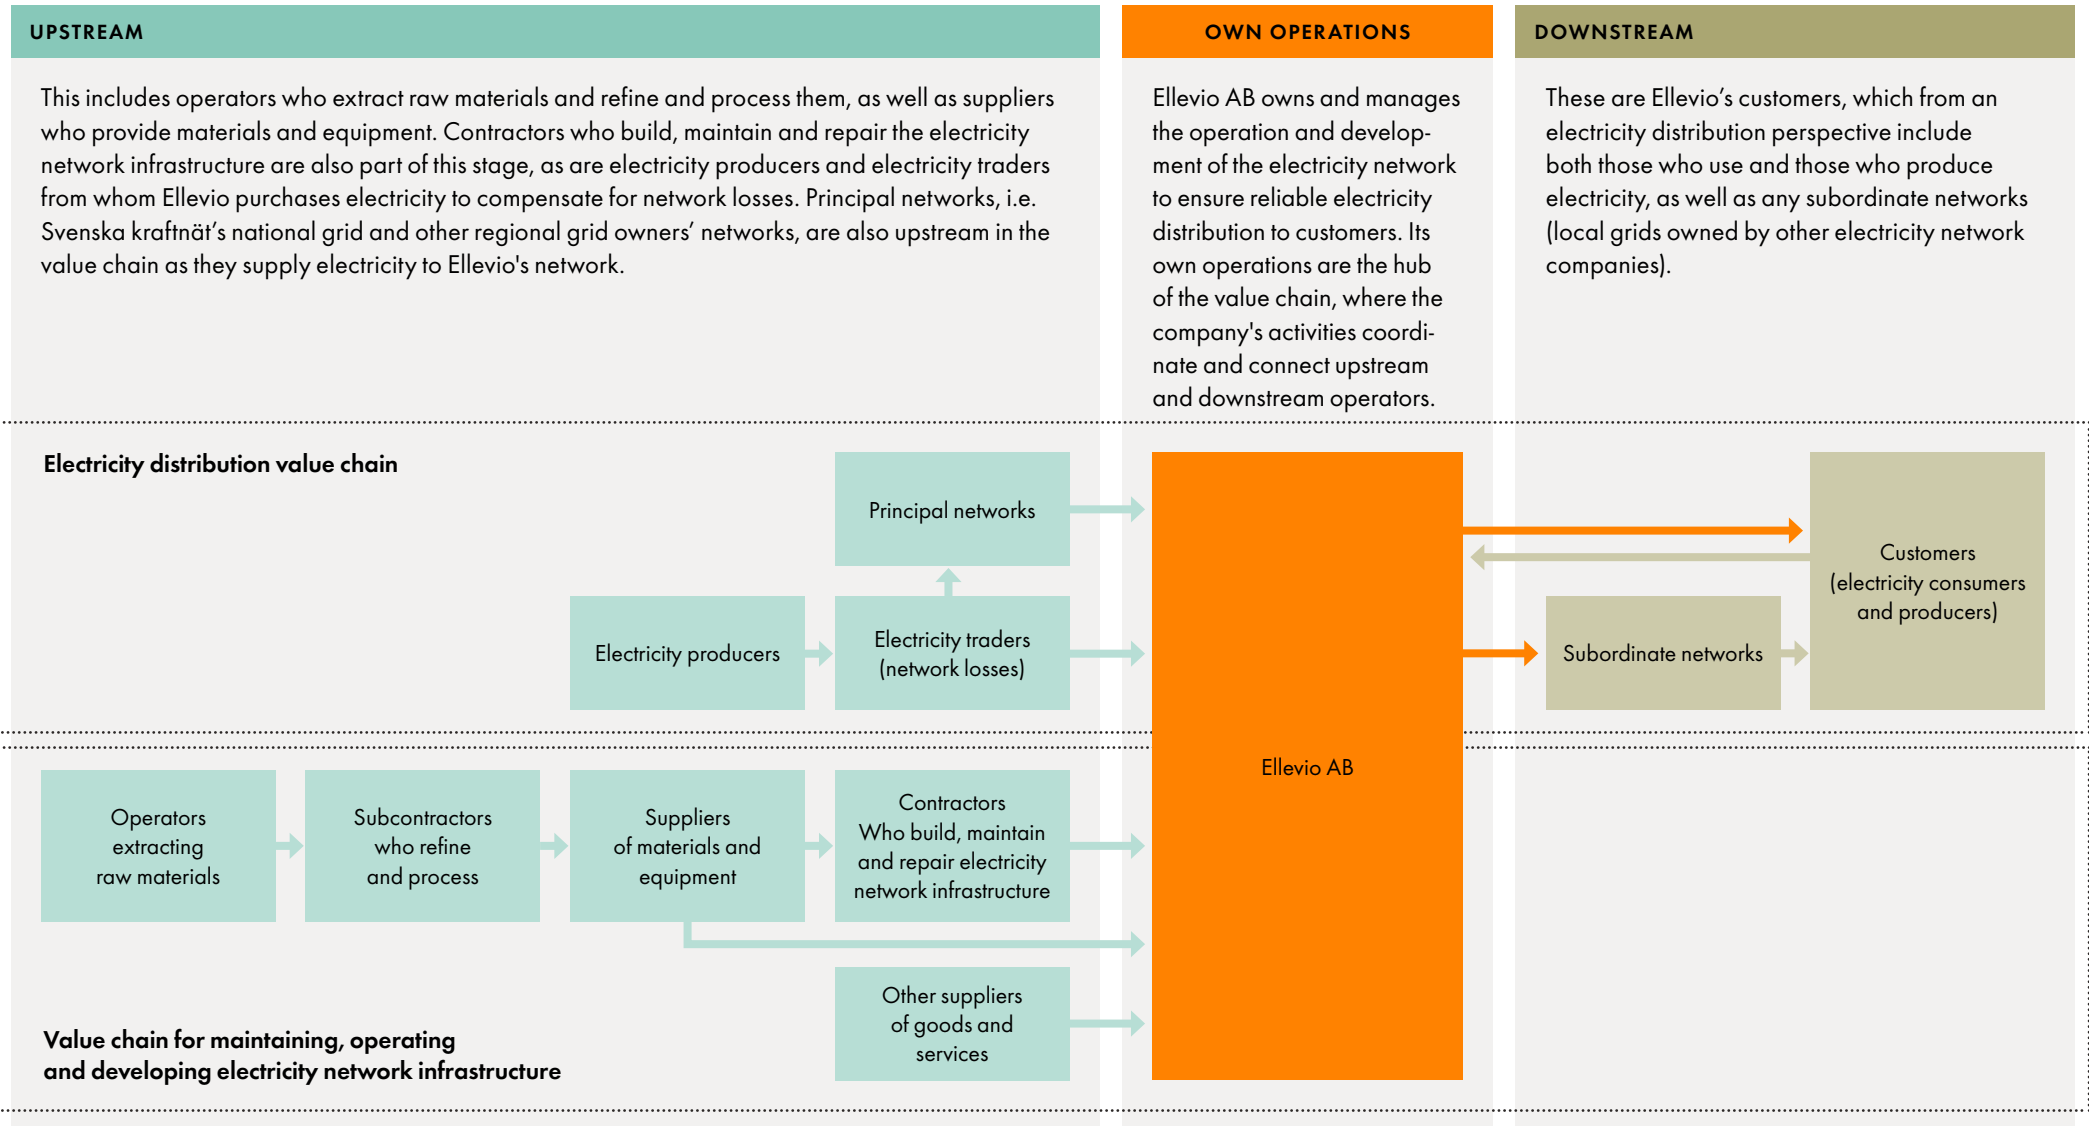 UPSTREAM
This includes operators who extract raw materials and refine and process them, as well as suppliers
who provide materials and equipment. Contractors who build, maintain and repair the electricity
network infrastructure are also part of this stage, as are electricity producers and electricity traders
from whom Ellevio purchases electricity to compensate for network losses. Principal networks, i.e.
Svenska kraftnät’s national grid and other regional grid owners’ networks, are also upstream in the
value chain as they supply electricity to Ellevio's network.
OWN OPERATIONS
Ellevio AB owns and manages
the operation and develop-
ment of the electricity network
to ensure reliable electricity
distribution to customers. Its
own operations are the hub
of the value chain, where the
company's activities coordi-
nate and connect upstream
and downstream operators.
DOWNSTREAM
These are Ellevio’s customers, which from an
electricity distribution perspective include
both those who use and those who produce
electricity, as well as any subordinate networks
(local grids owned by other electricity network
companies).
Electricity distribution value chain
Principal networks
Electricity producers
Electricity traders
(network losses)
Customers
(electricity consumers
and producers)
Subordinate networks
Ellevio AB
Operators
extracting
raw materials
Subcontractors
who refine
and process
Suppliers
of materials and
equipment
Contractors
Who build, maintain
and repair electricity
network infrastructure
Other suppliers
of goods and
services
Value chain for maintaining, operating
and developing electricity network infrastructure